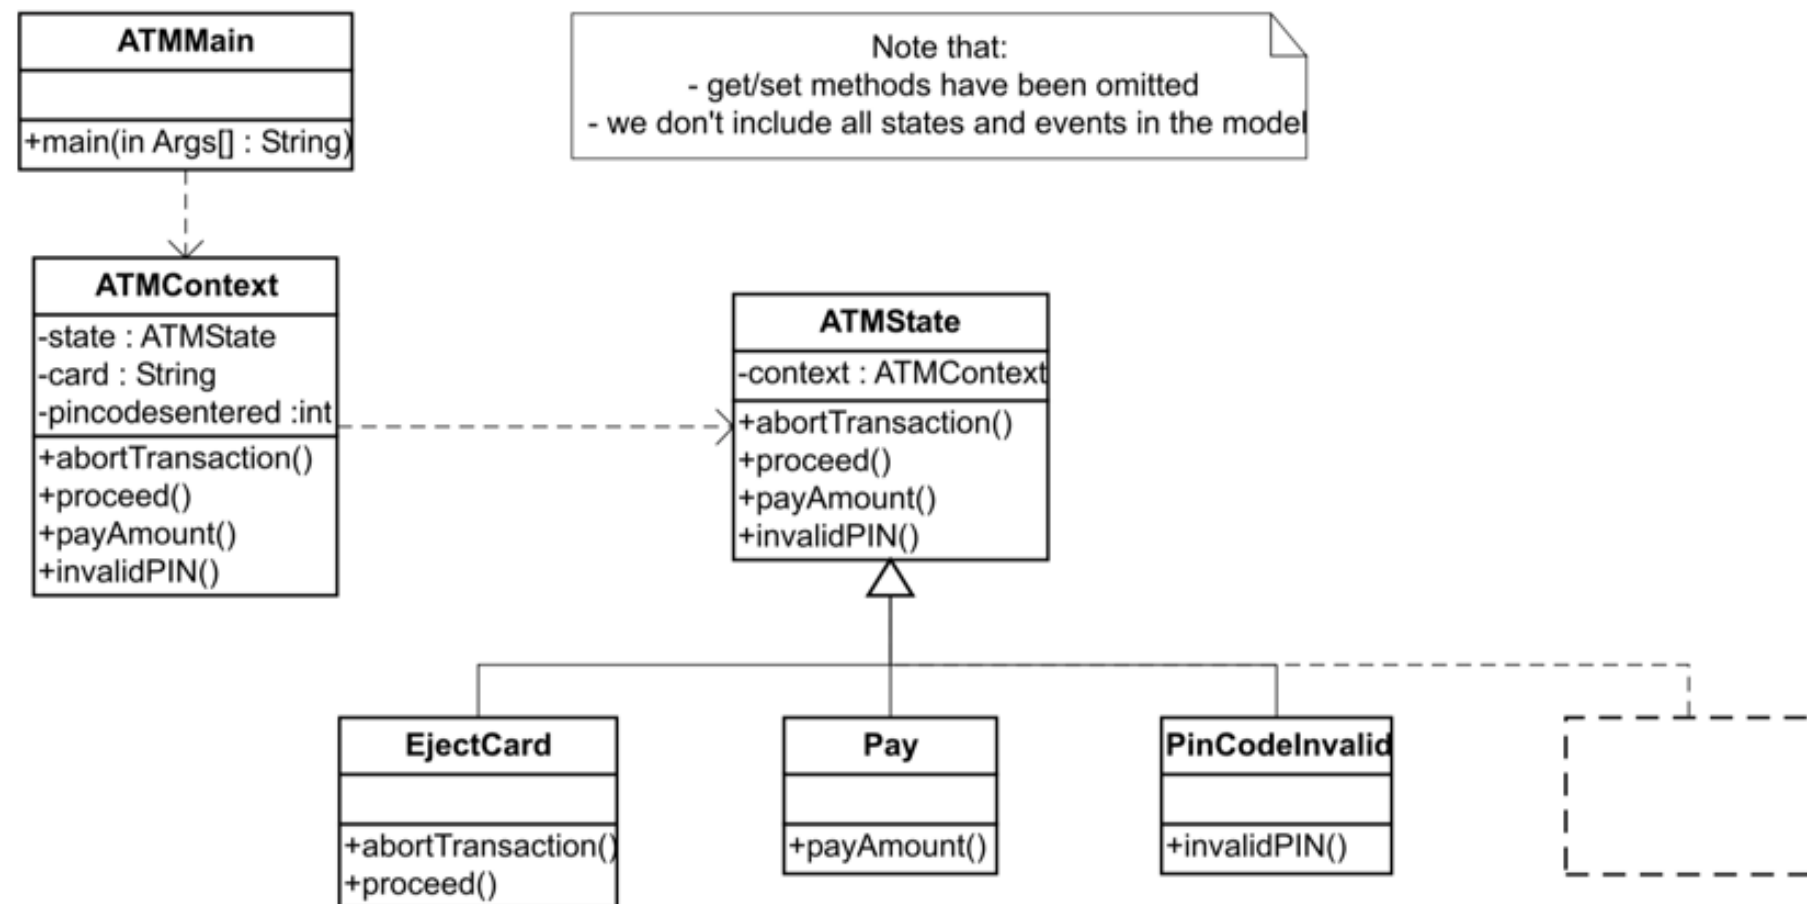 ATMMain
+main(in Args[] : String)
Note that:
- get/set methods have been omitted
- we don't include all states and events in the model
ATMContext
-state : ATMState
-card : String
-pincodesentered :int
+abortTransaction()
+proceed()
+payAmount()
+invalidPIN()
ATMState
-context : ATMContext
+abortTransaction()
+proceed()
+payAmount()
+invalidPIN()
EjectCard
+abortTransaction()
+proceed()
Pay
+payAmount()
PinCodeInvalid
+invalidPIN()